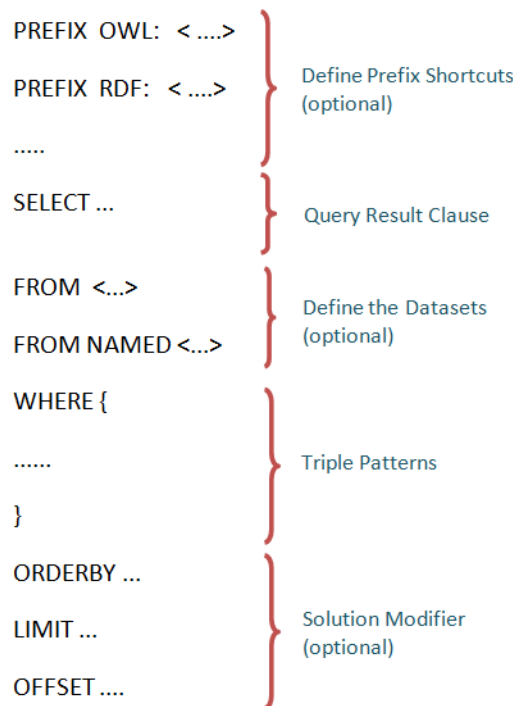 PREFIX OWL: < ....>
PREFIX RDF: < ....>
Define Prefix Shortcuts
(optional)
.....
SELECT ...
Query Result Clause
FROM <...>
FROM NAMED <...>
Define the Datasets
(optional)
WHERE {
......
}
Triple Patterns
ORDERBY ...
LIMIT ...
OFFSET ....
Solution Modifier
(optional)